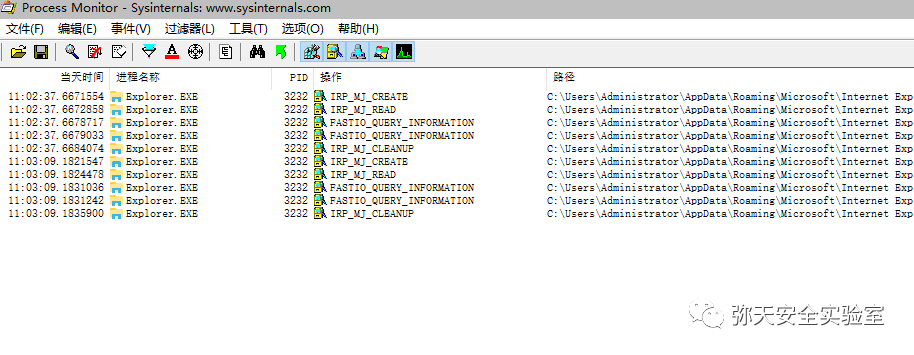 Process Monitor - Sysinternals: www.sysinternals.com
文件(F) 编辑(E) 事件(V) 过滤器(L) 工具(T) 选项(O) 帮助(H)
当天时间 进程名称 PID 操作 路径
11:02:37.6671554 Explorer.EXE 3232 IRP_MJ_CREATE C:\Users\Administrator\AppData\Roaming\Microsoft\Internet Exp
11:02:37.6672858 Explorer.EXE 3232 IRP_MJ_READ C:\Users\Administrator\AppData\Roaming\Microsoft\Internet Exp
11:02:37.6678717 Explorer.EXE 3232 FASTIO_QUERY_INFORMATION C:\Users\Administrator\AppData\Roaming\Microsoft\Internet Exp
11:02:37.6679033 Explorer.EXE 3232 FASTIO_QUERY_INFORMATION C:\Users\Administrator\AppData\Roaming\Microsoft\Internet Exp
11:02:37.6684074 Explorer.EXE 3232 IRP_MJ_CLEANUP C:\Users\Administrator\AppData\Roaming\Microsoft\Internet Exp
11:03:09.1821547 Explorer.EXE 3232 IRP_MJ_CREATE C:\Users\Administrator\AppData\Roaming\Microsoft\Internet Exp
11:03:09.1824478 Explorer.EXE 3232 IRP_MJ_READ C:\Users\Administrator\AppData\Roaming\Microsoft\Internet Exp
11:03:09.1831036 Explorer.EXE 3232 FASTIO_QUERY_INFORMATION C:\Users\Administrator\AppData\Roaming\Microsoft\Internet Exp
11:03:09.1831242 Explorer.EXE 3232 FASTIO_QUERY_INFORMATION C:\Users\Administrator\AppData\Roaming\Microsoft\Internet Exp
11:03:09.1835900 Explorer.EXE 3232 IRP_MJ_CLEANUP C:\Users\Administrator\AppData\Roaming\Microsoft\Internet Exp
弥天安全实验室